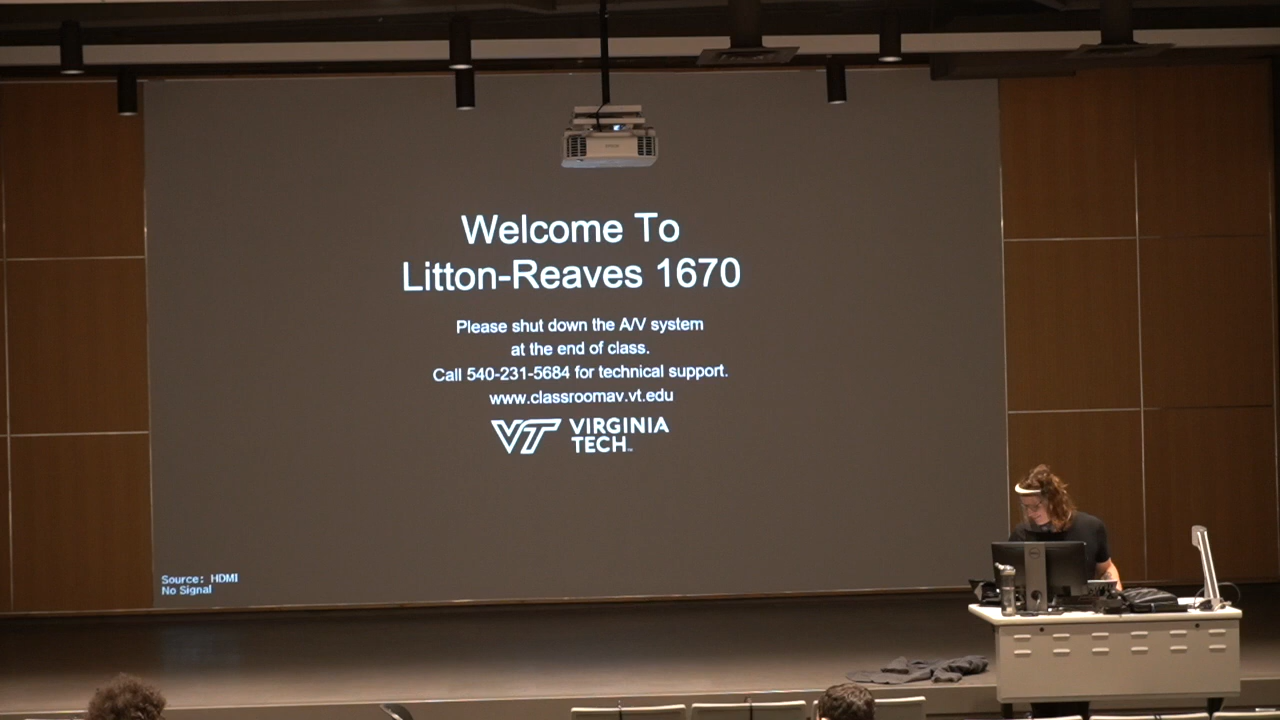 Welcome To
Litton-Reaves 1670
Please shut down the A/V system
at the end of class.
Call 540-231-5684 for technical support.
www.classroomav.vt.edu
VT VIRGINIA
TECH™
Source: HDMI
No Signal